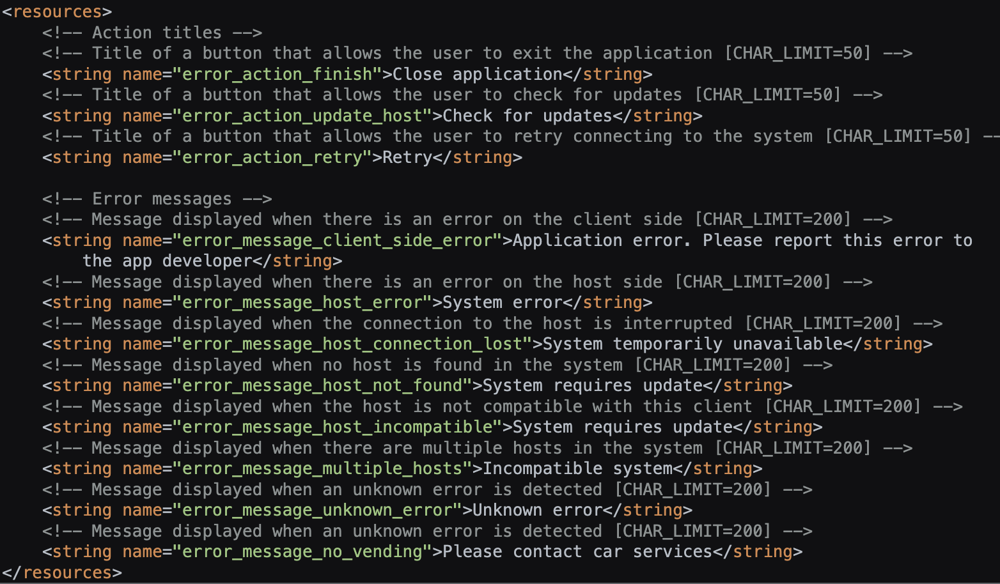 <resources>
<!-- Action titles -->
<!-- Title of a button that allows the user to exit the application [CHAR_LIMIT=50] -->
<string name="error_action_finish">Close application</string>
<!-- Title of a button that allows the user to check for updates [CHAR_LIMIT=50] -->
<string name="error_action_update_host">Check for updates</string>
<!-- Title of a button that allows the user to retry connecting to the system [CHAR_LIMIT=50] --
<string name="error_action_retry">Retry</string>
<!-- Error messages -->
<!-- Message displayed when there is an error on the client side [CHAR_LIMIT=200] -->
<string name="error_message_client_side_error">Application error. Please report this error to
the app developer</string>
<!-- Message displayed when there is an error on the host side [CHAR_LIMIT=200] -->
<string name="error_message_host_error">System error</string>
<!-- Message displayed when the connection to the host is interrupted [CHAR_LIMIT=200] -->
<string name="error_message_host_connection_lost">System temporarily unavailable</string>
<!-- Message displayed when no host is found in the system [CHAR_LIMIT=200] -->
<string name="error_message_host_not_found">System requires update</string>
<!-- Message displayed when the host is not compatible with this client [CHAR_LIMIT=200] -->
<string name="error_message_host_incompatible">System requires update</string>
<!-- Message displayed when there are multiple hosts in the system [CHAR_LIMIT=200] -->
<string name="error_message_multiple_hosts">Incompatible system</string>
<!-- Message displayed when an unknown error is detected [CHAR_LIMIT=200] -->
<string name="error_message_unknown_error">Unknown error</string>
<!-- Message displayed when an unknown error is detected [CHAR_LIMIT=200] -->
<string name="error_message_no_vending">Please contact car services</string>
</resources>